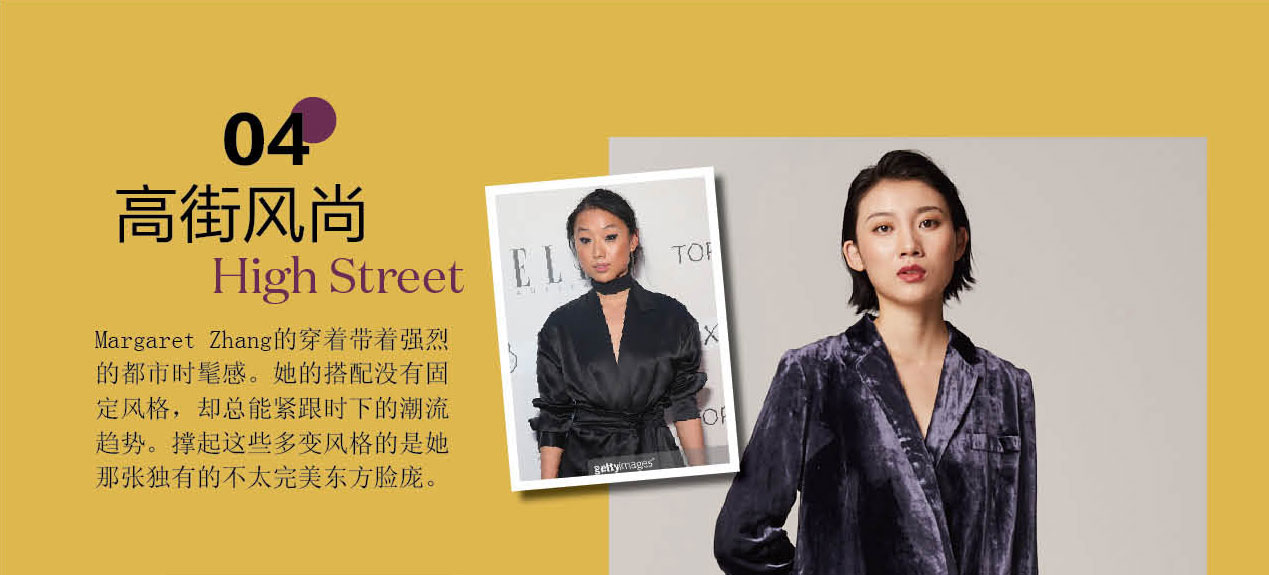 04
高街风尚
High Street
Margaret Zhang的穿着带着强烈
的都市时髦感。她的搭配没有固
定风格，却总能紧跟时下的潮流
趋势。撑起这些多变风格的是她
那张独有的不太完美东方脸庞。
EL
TOP
X
TOP
gettyimages®